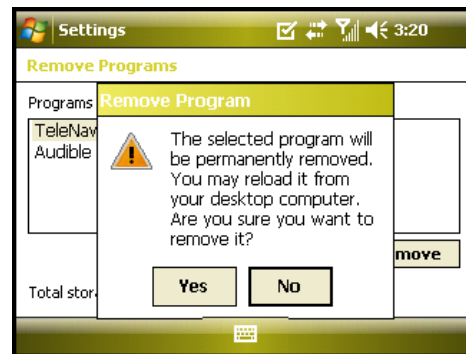 Settings 3:20
Remove Programs
Programs
Remove Program
TeleNav
Audible
The selected program will
be permanently removed.
You may reload it from
your desktop computer.
Are you sure you want to
remove it?
move
Yes No
Total stor